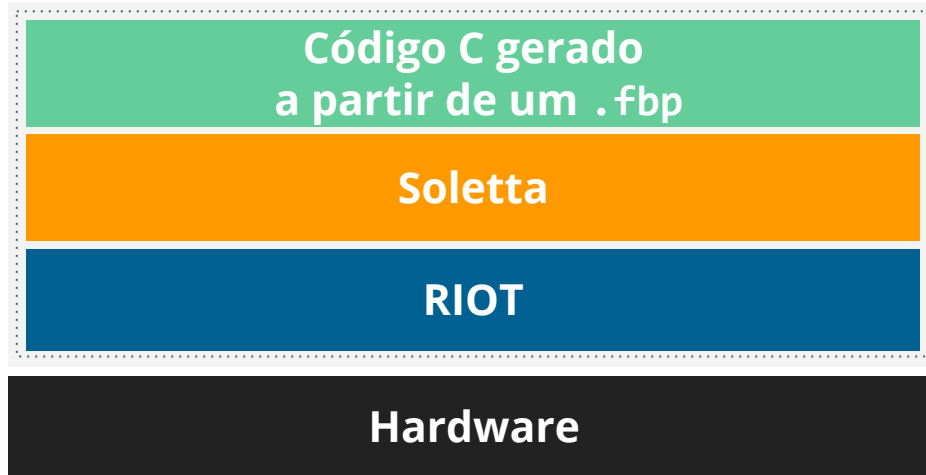 Código C gerado
a partir de um .fbp
Soletta
RIOT
Hardware